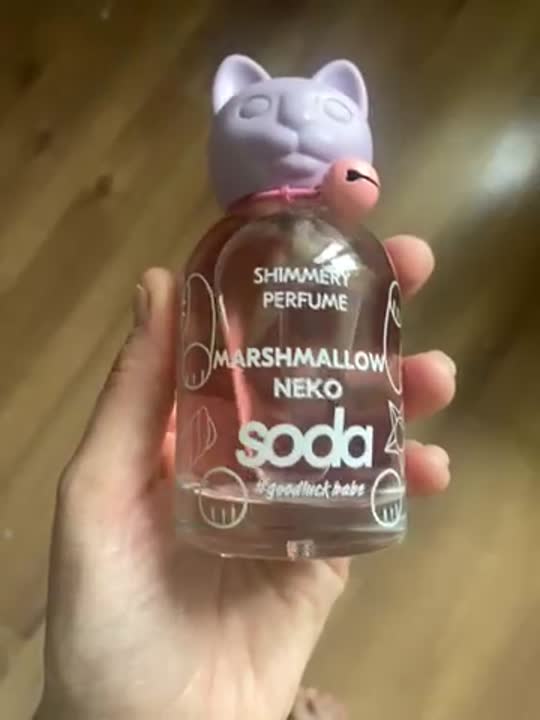 SHIMMERY
PERFUME
MARSHMALLOW
NEKO
soda
#goodluckbabe